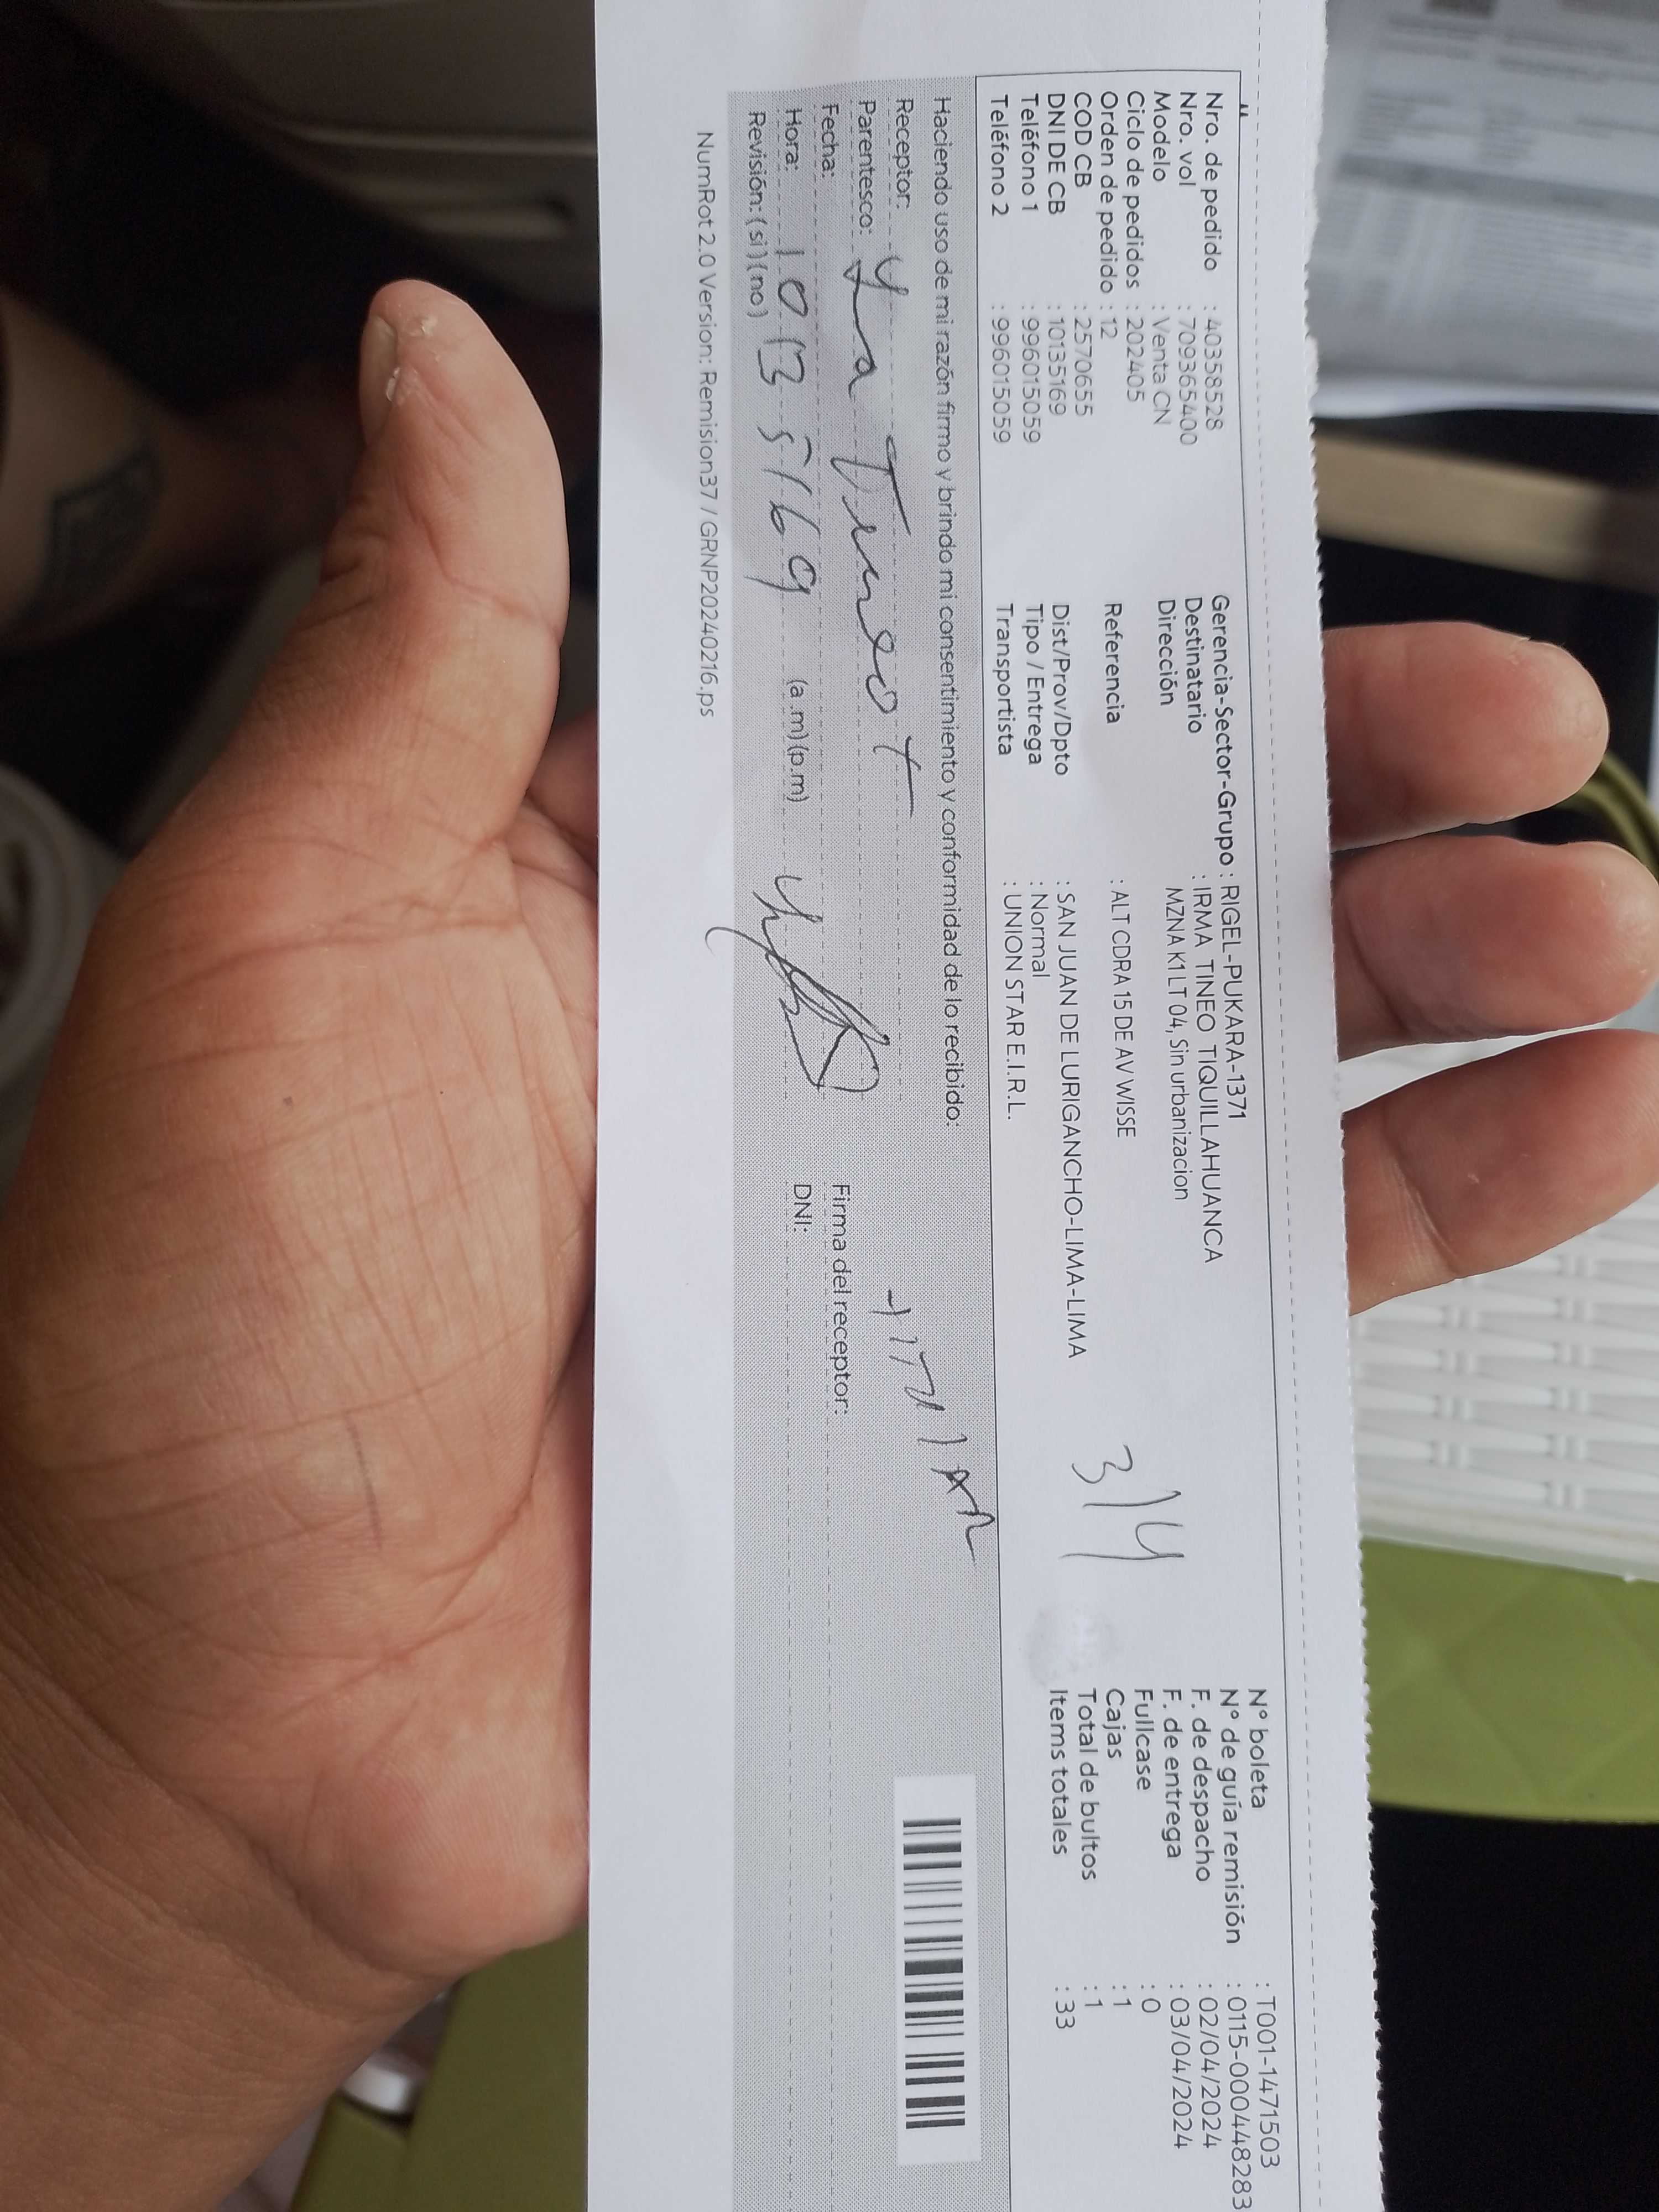 Nro. de pedido : 40358528
Nro. vol : 709365400
Modelo : Venta CN
Ciclo de pedidos : 202405
Orden de pedido : 12
COD CB : 2570655
DNI DE CB : 10135169
Teléfono 1 : 996015059
Teléfono 2 : 996015059
Gerencia-Sector-Grupo : RIGEL-PUKARA-1371
Destinatario : IRMA TINEO TIQUILLAHUANCA
Dirección MZNA K1 LT 04, Sin urbanizacion
Referencia : ALT CDRA 15 DE AV WISSE
Dist/Prov/Dpto : SAN JUAN DE LURIGANCHO-LIMA-LIMA
Tipo / Entrega : Normal
Transportista : UNION STAR E.I.R.L.
3/4
N° boleta : T001-1471503
N° de guía remisión : 0115-000448283
F. de despacho : 02/04/2024
F. de entrega : 03/04/2024
Fullcase : 0
Cajas : 1
Total de bultos : 1
Items totales : 33
Haciendo uso de mi razón firmo y brindo mi consentimiento y conformidad de lo recibido:
Receptor:
Parentesco:
Fecha:
Hora: 10135169 (a.m)(p.m)
Revisión: (si)(no)
Firma del receptor:
DNI:
NumRot 2.0 Version: Remision37 / GRNP20240216.ps